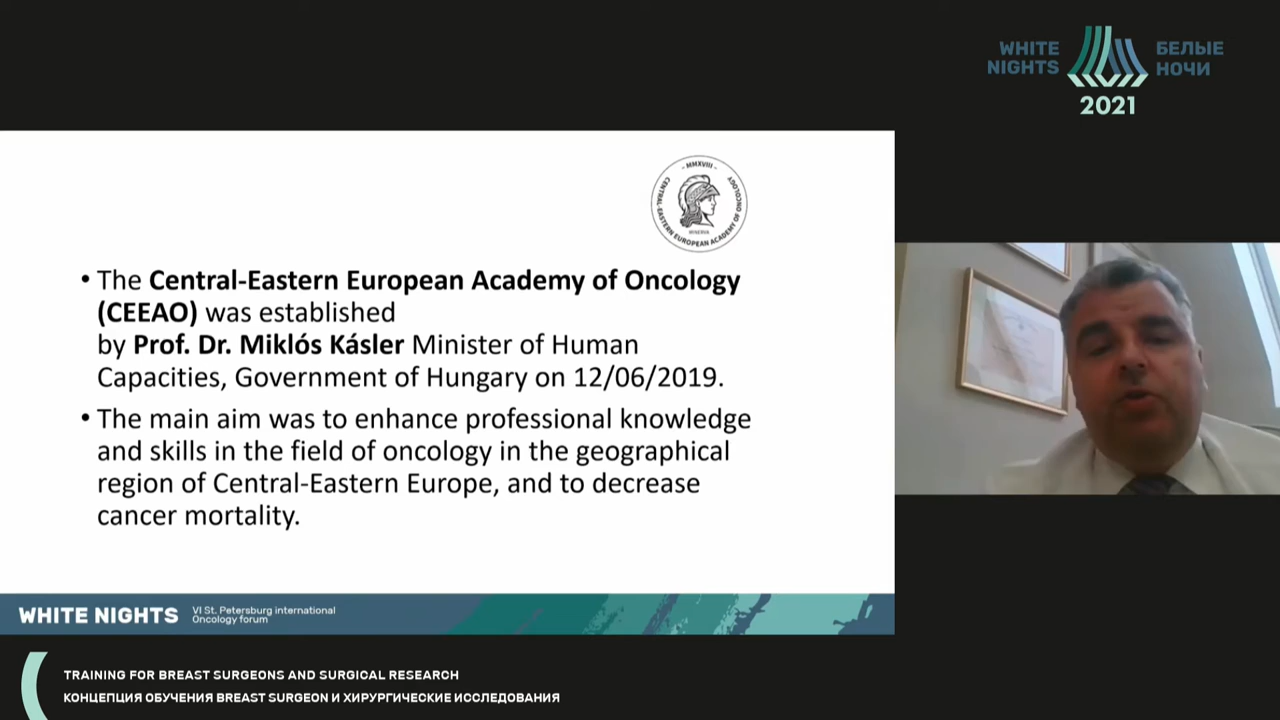 WHITE
NIGHTS
БЕЛЫЕ
НОЧИ
2021
- MMXVIII -
CENTRAL-EASTERN EUROPEAN ACADEMY OF ONCOLOGY
MINERVA
• The Central-Eastern European Academy of Oncology
(CEEAO) was established
by Prof. Dr. Miklós Kásler Minister of Human
Capacities, Government of Hungary on 12/06/2019.
• The main aim was to enhance professional knowledge
and skills in the field of oncology in the geographical
region of Central-Eastern Europe, and to decrease
cancer mortality.
WHITE NIGHTS
VI St. Petersburg international
Oncology forum
TRAINING FOR BREAST SURGEONS AND SURGICAL RESEARCH
КОНЦЕПЦИЯ ОБУЧЕНИЯ BREAST SURGEON И ХИРУРГИЧЕСКИЕ ИССЛЕДОВАНИЯ